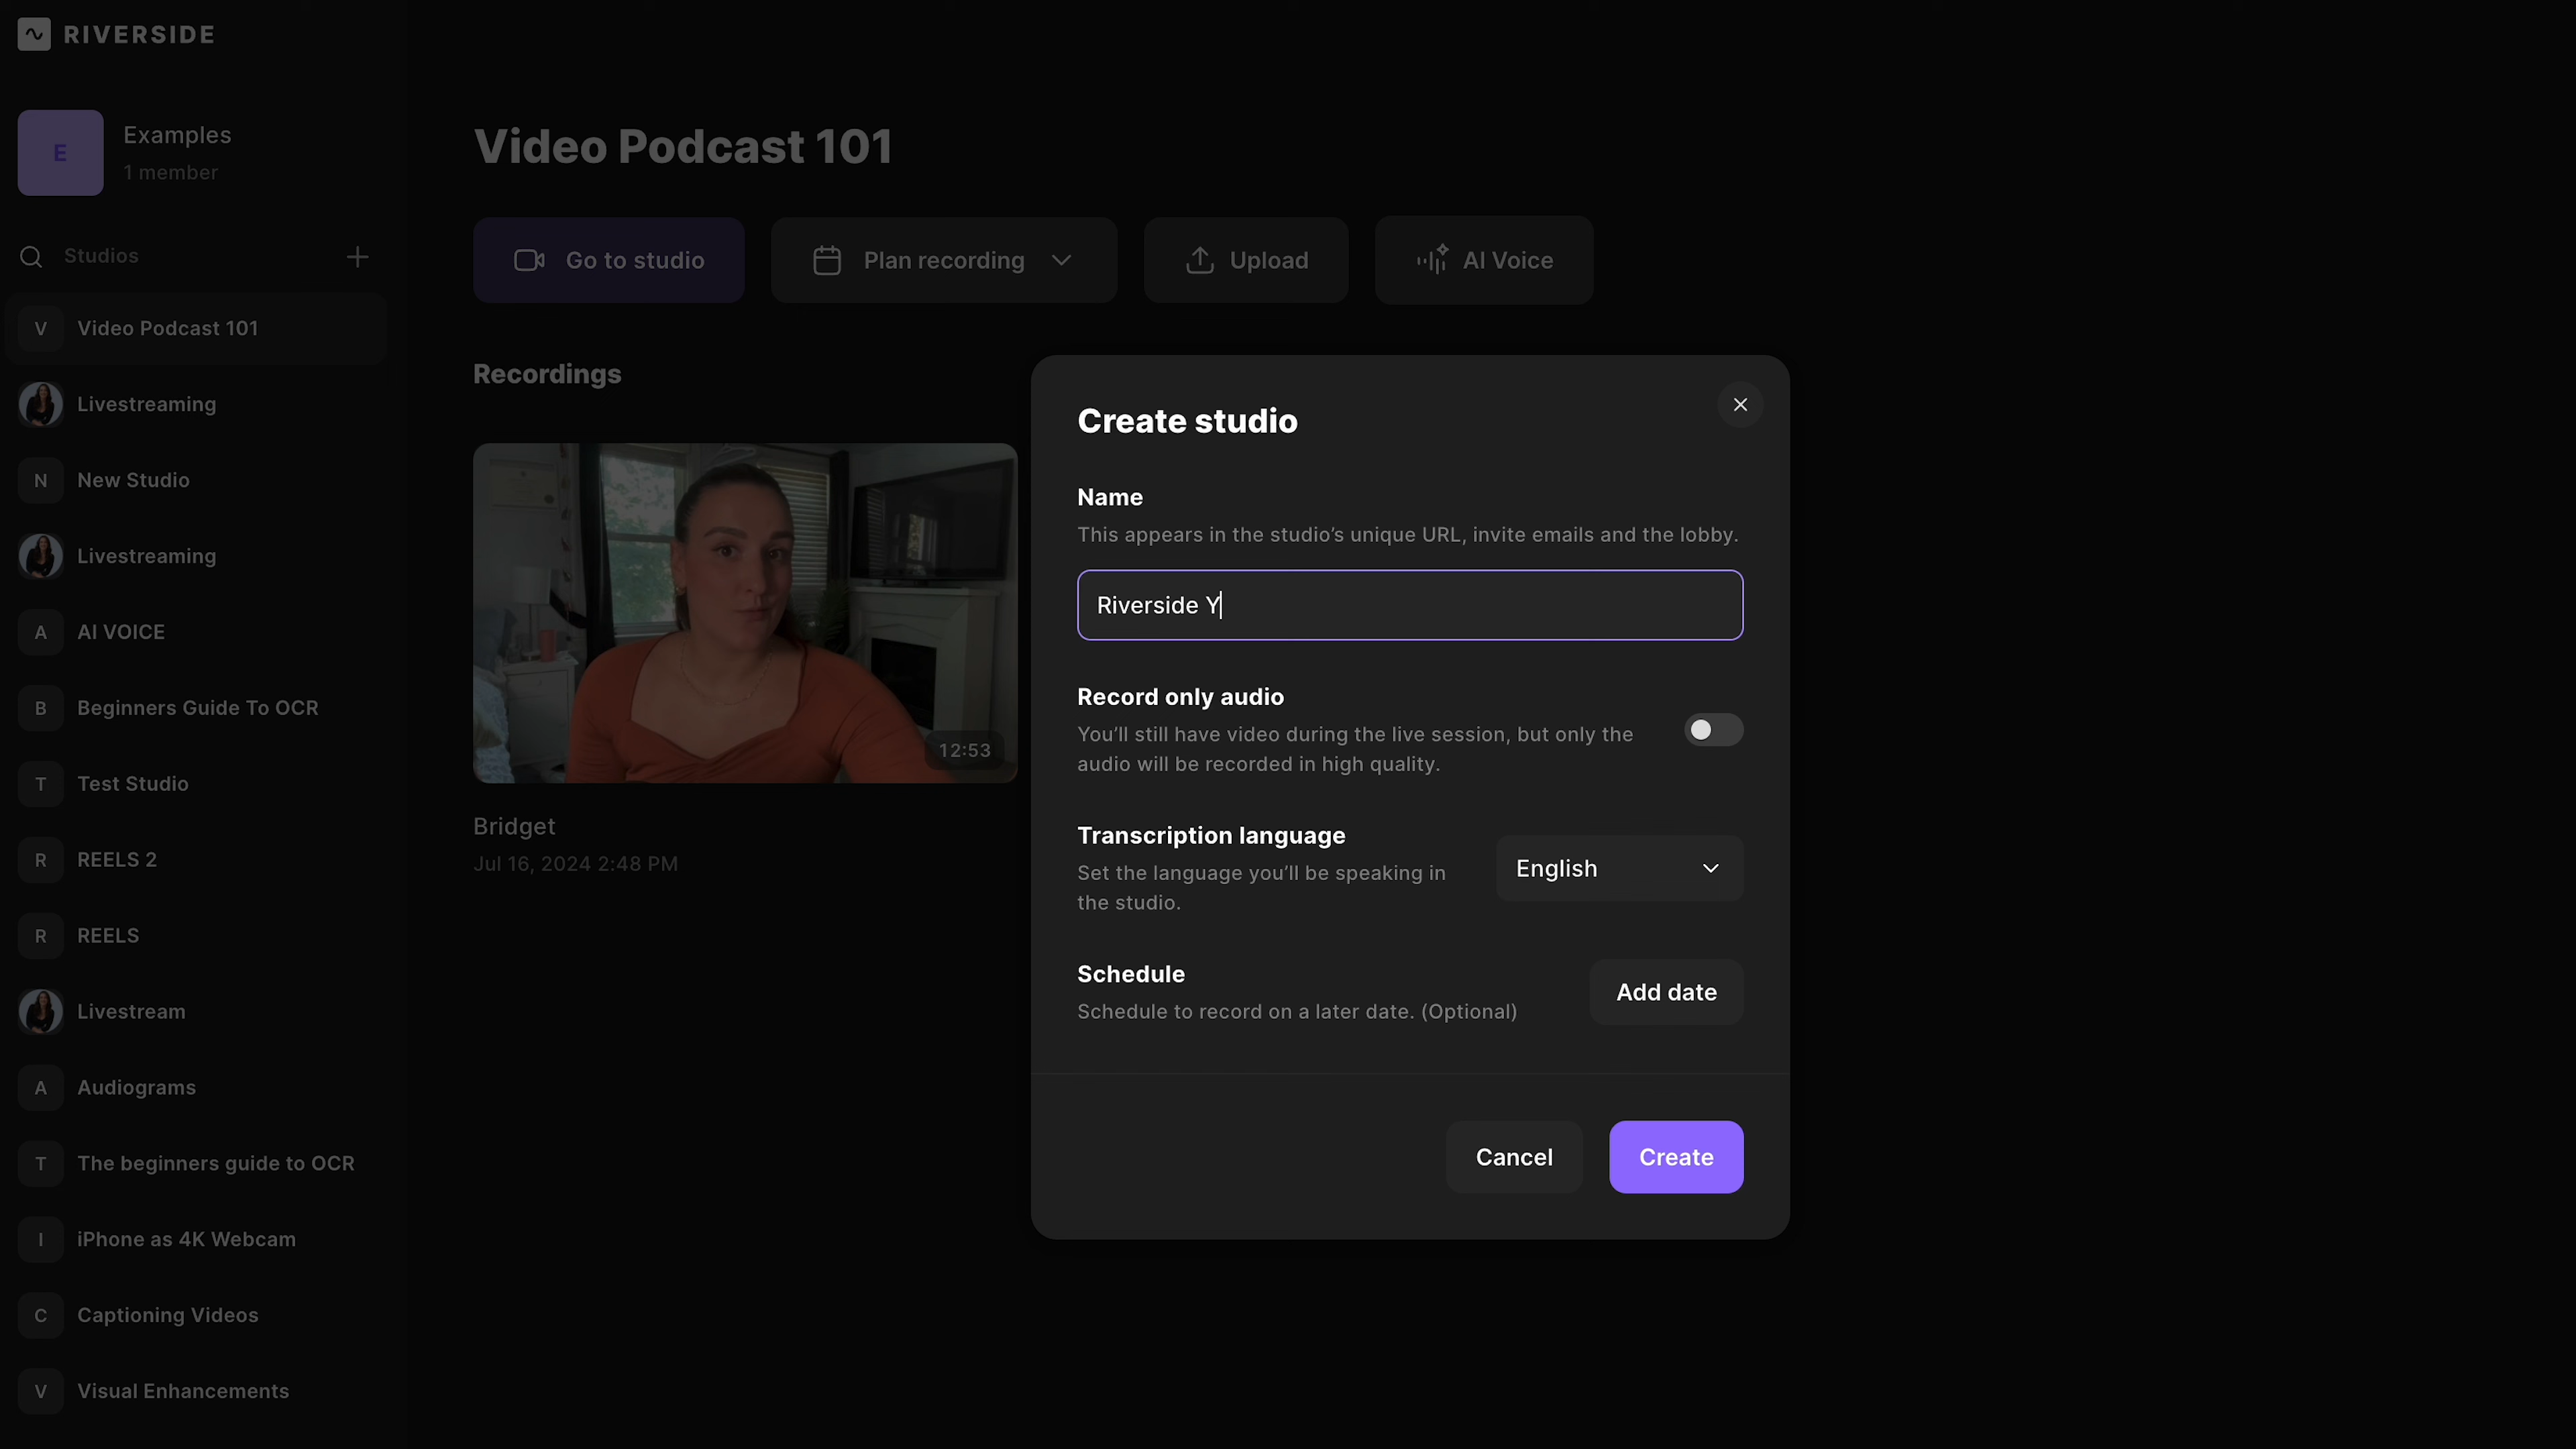 RIVERSIDE
E
Examples
1 member
Studios
V
Video Podcast 101
Livestreaming
N
New Studio
Livestreaming
A
AI VOICE
B
Beginners Guide To OCR
T
Test Studio
R
REELS 2
R
REELS
Livestream
A
Audiograms
T
The beginners guide to OCR
I
iPhone as 4K Webcam
C
Captioning Videos
V
Visual Enhancements
Video Podcast 101
Go to studio
Plan recording
Upload
AI Voice
Recordings
12:53
Bridget
Jul 16, 2024 2:48 PM
Create studio
Name
This appears in the studio’s unique URL, invite emails and the lobby.
Riverside Y
Record only audio
You’ll still have video during the live session, but only the
audio will be recorded in high quality.
Transcription language
Set the language you’ll be speaking in
the studio.
English
Schedule
Schedule to record on a later date. (Optional)
Add date
Cancel
Create